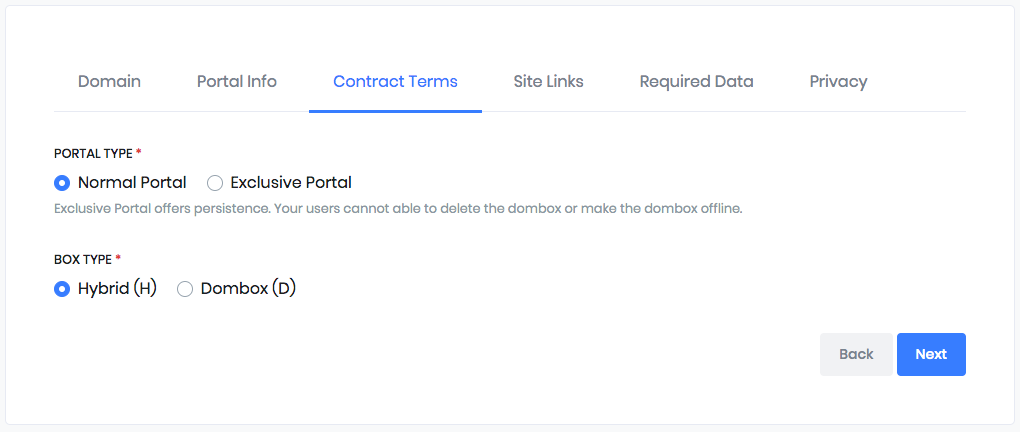 Domain Portal Info Contract Terms Site Links Required Data Privacy
PORTAL TYPE *
Normal Portal Exclusive Portal
Exclusive Portal offers persistence. Your users cannot able to delete the dombox or make the dombox offline.
BOX TYPE *
Hybrid (H) Dombox (D)
Back Next